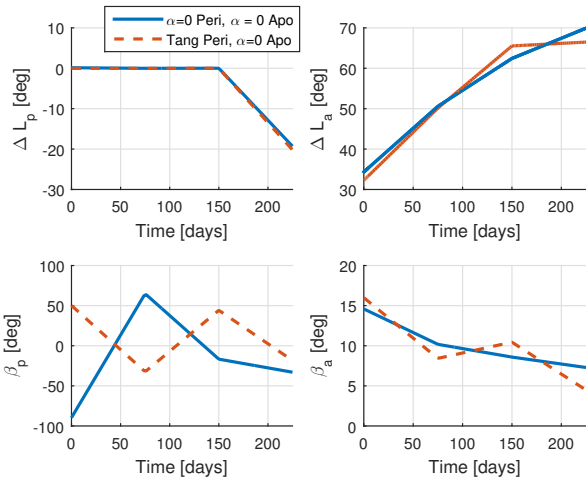 α=0 Peri, α = 0 Apo
Tang Peri, α=0 Apo
10
0
-10
-20
-30
Δ L_p [deg]
0 50 100 150 200
Time [days]
70
60
50
40
30
Δ L_a [deg]
0 50 100 150 200
Time [days]
100
50
0
-50
-100
β_p [deg]
0 50 100 150 200
Time [days]
20
15
10
5
0
β_a [deg]
0 50 100 150 200
Time [days]